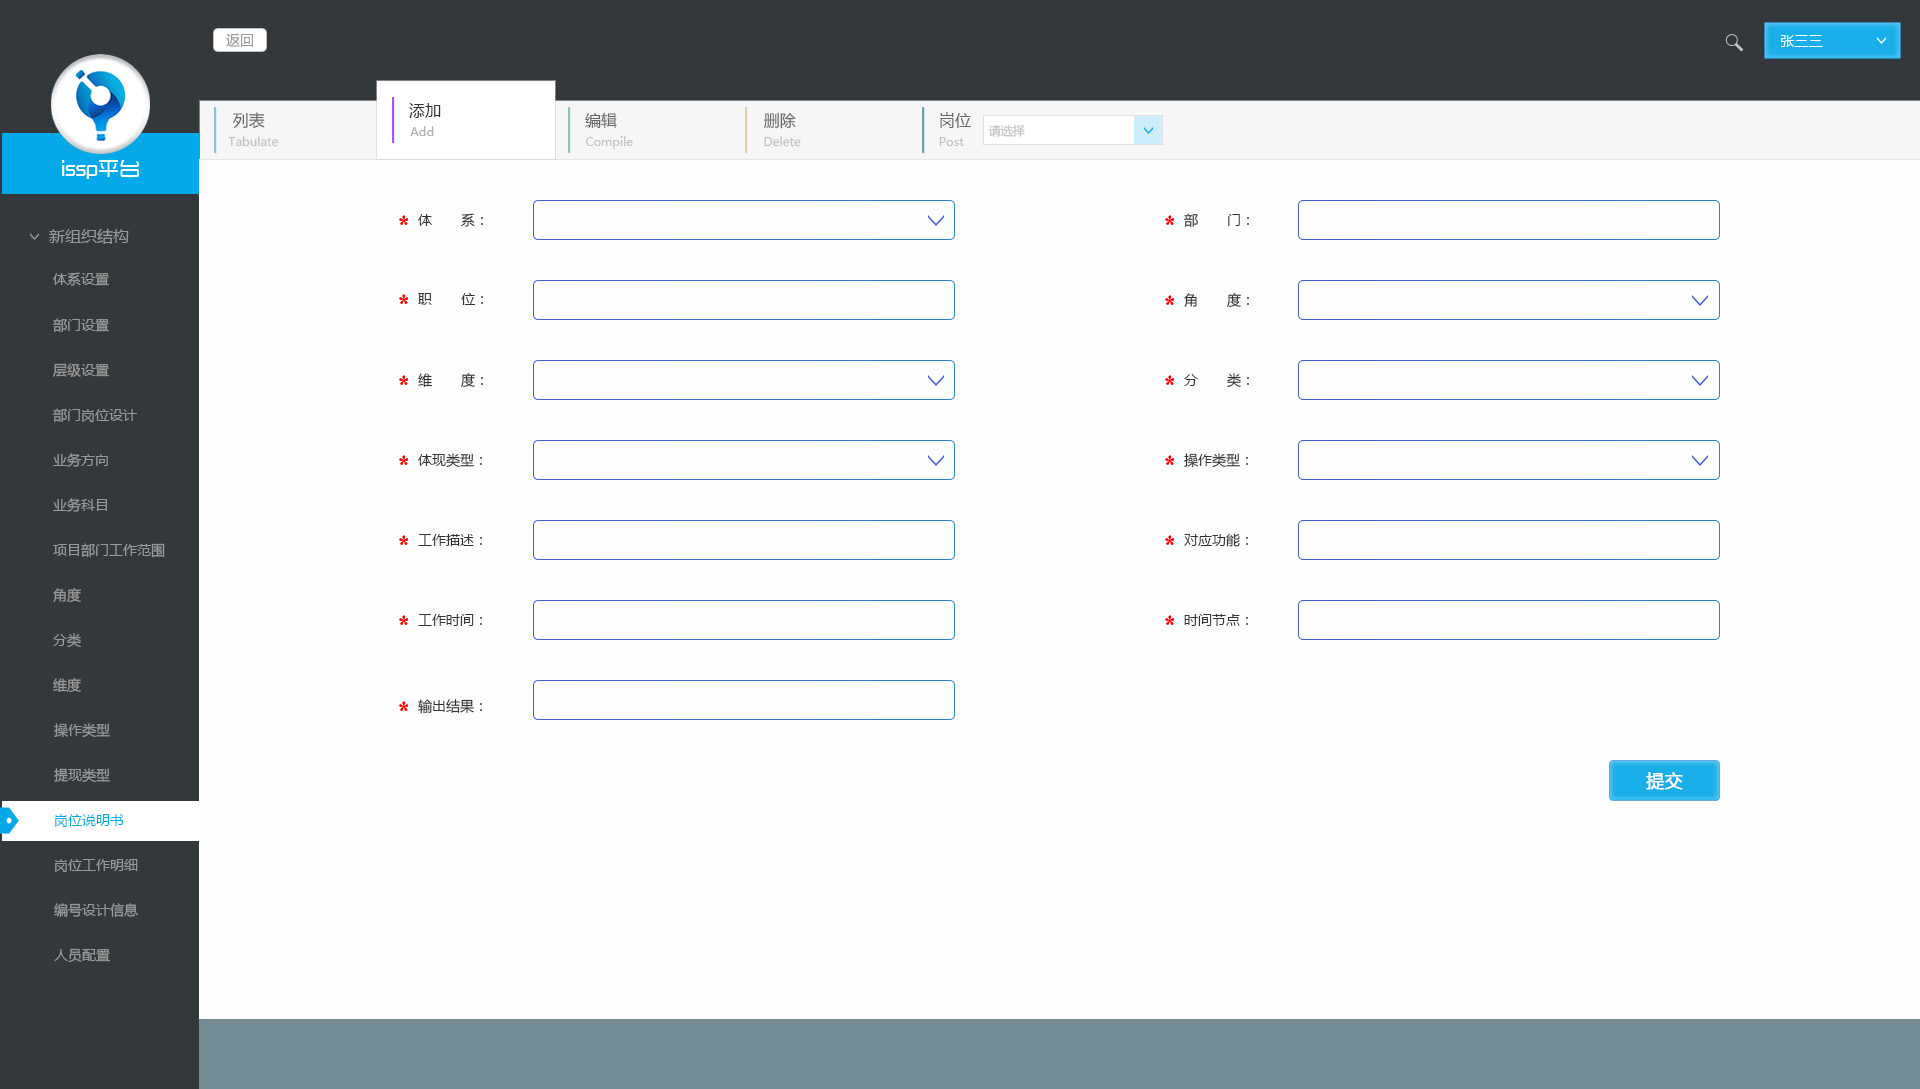 返回
张三三
issp平台
列表
Tabulate
添加
Add
编辑
Compile
删除
Delete
岗位
Post
请选择
新组织结构
体系设置
部门设置
层级设置
部门岗位设计
业务方向
业务科目
项目部门工作范围
角度
分类
维度
操作类型
提现类型
岗位说明书
岗位工作明细
编号设计信息
人员配置
* 体 系：
* 部 门：
* 职 位：
* 角 度：
* 维 度：
* 分 类：
* 体现类型：
* 操作类型：
* 工作描述：
* 对应功能：
* 工作时间：
* 时间节点：
* 输出结果：
提交